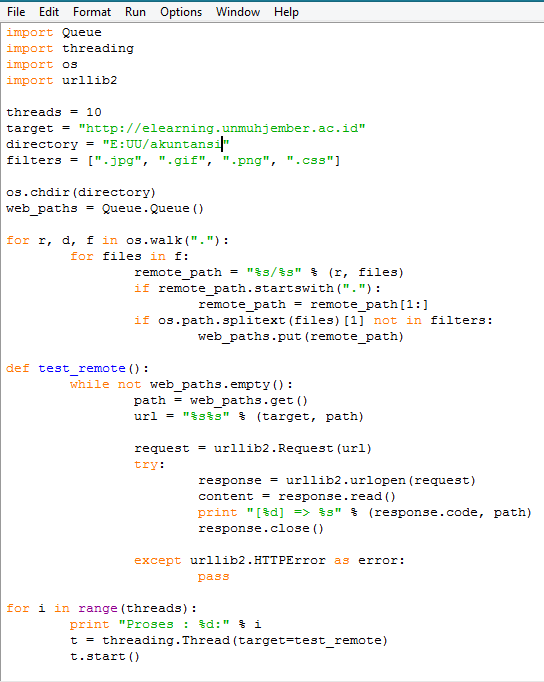 File Edit Format Run Options Window Help
import Queue
import threading
import os
import urllib2

threads = 10
target = "http://elearning.unmuhjember.ac.id"
directory = "E:UU/akuntansi"
filters = [".jpg", ".gif", ".png", ".css"]

os.chdir(directory)
web_paths = Queue.Queue()

for r, d, f in os.walk("."):
        for files in f:
                remote_path = "%s/%s" % (r, files)
                if remote_path.startswith("."):
                        remote_path = remote_path[1:]
                if os.path.splitext(files)[1] not in filters:
                        web_paths.put(remote_path)

def test_remote():
        while not web_paths.empty():
                path = web_paths.get()
                url = "%s%s" % (target, path)

                request = urllib2.Request(url)
                try:
                        response = urllib2.urlopen(request)
                        content = response.read()
                        print "[%d] => %s" % (response.code, path)
                        response.close()

                except urllib2.HTTPError as error:
                        pass

for i in range(threads):
        print "Proses : %d:" % i
        t = threading.Thread(target=test_remote)
        t.start()